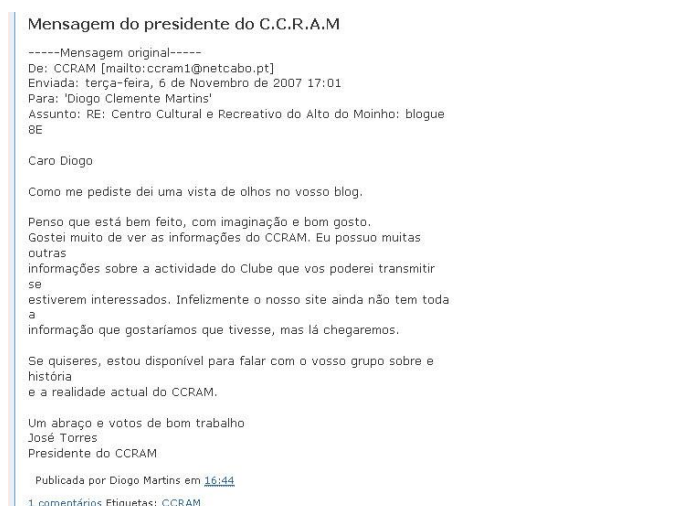 Mensagem do presidente do C.C.R.A.M
-----Mensagem original-----
De: CCRAM [mailto:ccram1@netcabo.pt]
Enviada: terça-feira, 6 de Novembro de 2007 17:01
Para: 'Diogo Clemente Martins'
Assunto: RE: Centro Cultural e Recreativo do Alto do Moinho: blogue
8E
Caro Diogo
Como me pediste dei uma vista de olhos no vosso blog.
Penso que está bem feito, com imaginação e bom gosto.
Gostei muito de ver as informações do CCRAM. Eu possuo muitas
outras
informações sobre a actividade do Clube que vos poderei transmitir
se
estiverem interessados. Infelizmente o nosso site ainda não tem toda
a
informação que gostaríamos que tivesse, mas lá chegaremos.
Se quiseres, estou disponível para falar com o vosso grupo sobre e
história
e a realidade actual do CCRAM.
Um abraço e votos de bom trabalho
José Torres
Presidente do CCRAM
Publicada por Diogo Martins em 16:44
1 comentários Etiquetas: CCRAM